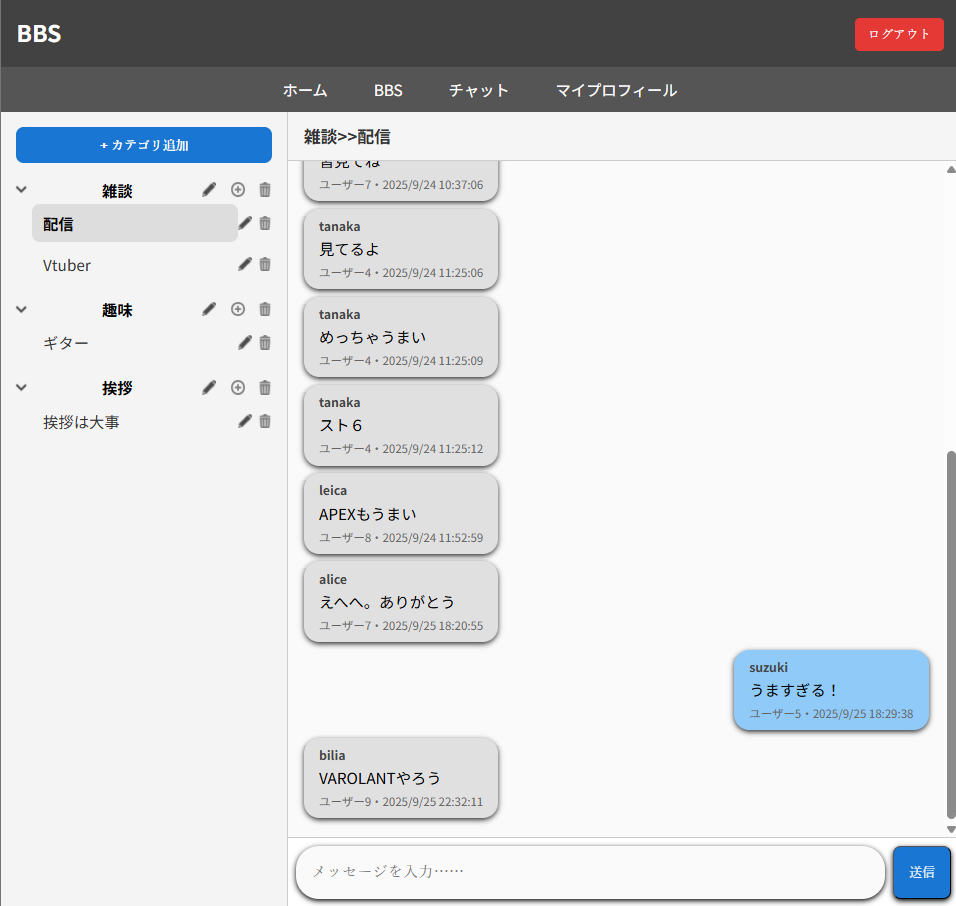 BBS
ログアウト
ホーム
BBS
チャット
マイプロフィール
+ カテゴリ追加
雑談
配信
Vtuber
趣味
ギター
挨拶
挨拶は大事
雑談>>配信
皆見てね
ユーザー7・2025/9/24 10:37:06
tanaka
見てるよ
ユーザー4・2025/9/24 11:25:06
tanaka
めっちゃうまい
ユーザー4・2025/9/24 11:25:09
tanaka
スト６
ユーザー4・2025/9/24 11:25:12
leica
APEXもうまい
ユーザー8・2025/9/24 11:52:59
alice
えへへ。ありがとう
ユーザー7・2025/9/25 18:20:55
suzuki
うますぎる！
ユーザー5・2025/9/25 18:29:38
bilia
VAROLANTやろう
ユーザー9・2025/9/25 22:32:11
メッセージを入力……
送信